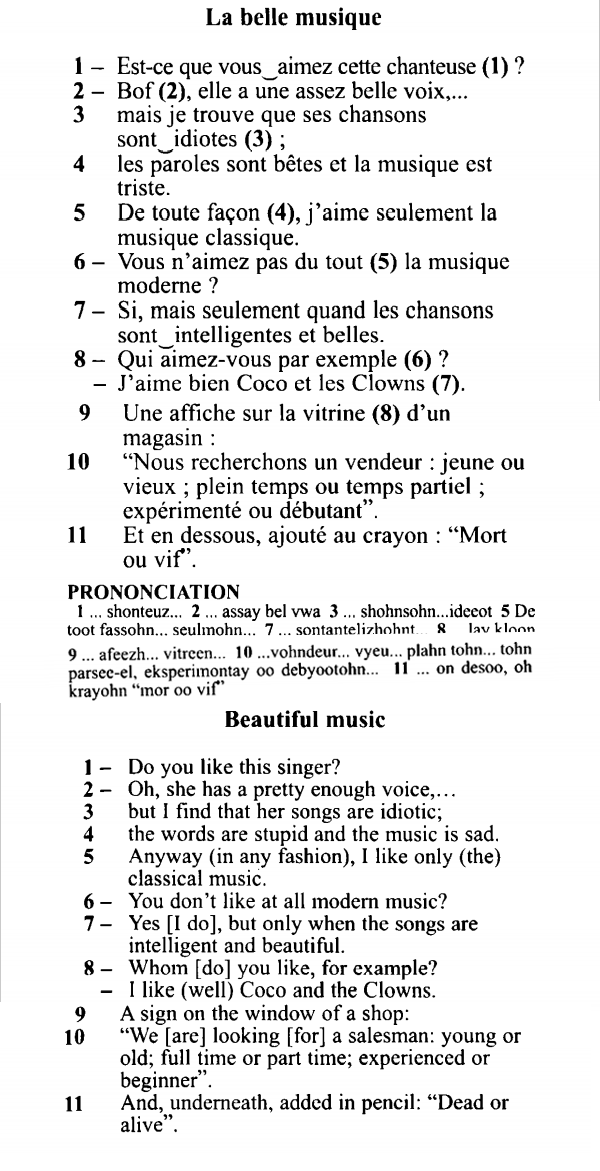 La belle musique
1 – Est-ce que vous‿aimez cette chanteuse (1) ?
2 – Bof (2), elle a une assez belle voix,...
3 mais je trouve que ses chansons
sont‿idiotes (3) ;
4 les paroles sont bêtes et la musique est
triste.
5 De toute façon (4), j’aime seulement la
musique classique.
6 – Vous n’aimez pas du tout (5) la musique
moderne ?
7 – Si, mais seulement quand les chansons
sont‿intelligentes et belles.
8 – Qui aimez-vous par exemple (6) ?
– J’aime bien Coco et les Clowns (7).
9 Une affiche sur la vitrine (8) d’un
magasin :
10 “Nous recherchons un vendeur : jeune ou
vieux ; plein temps ou temps partiel ;
expérimenté ou débutant”.
11 Et en dessous, ajouté au crayon : “Mort
ou vif”.
PRONONCIATION
1 ... shonteuz... 2 ... assay bel vwa 3 ... shohnsohn...ideeot 5 De
toot fassohn... seulmohn... 7 ... sontantelizhohnt 8 lay kloon
9 ... afeezh... vitreen... 10 ...vohndeur... vyeu... plahn tohn... tohn
parsee-el, eksperimontay oo debyootohn... 11 ... on desoo, oh
krayohn “mor oo vif”
Beautiful music
1 – Do you like this singer?
2 – Oh, she has a pretty enough voice,...
3 but I find that her songs are idiotic;
4 the words are stupid and the music is sad.
5 Anyway (in any fashion), I like only (the)
classical music.
6 – You don’t like at all modern music?
7 – Yes [I do], but only when the songs are
intelligent and beautiful.
8 – Whom [do] you like, for example?
– I like (well) Coco and the Clowns.
9 A sign on the window of a shop:
10 “We [are] looking [for] a salesman: young or
old; full time or part time; experienced or
beginner”.
11 And, underneath, added in pencil: “Dead or
alive”.